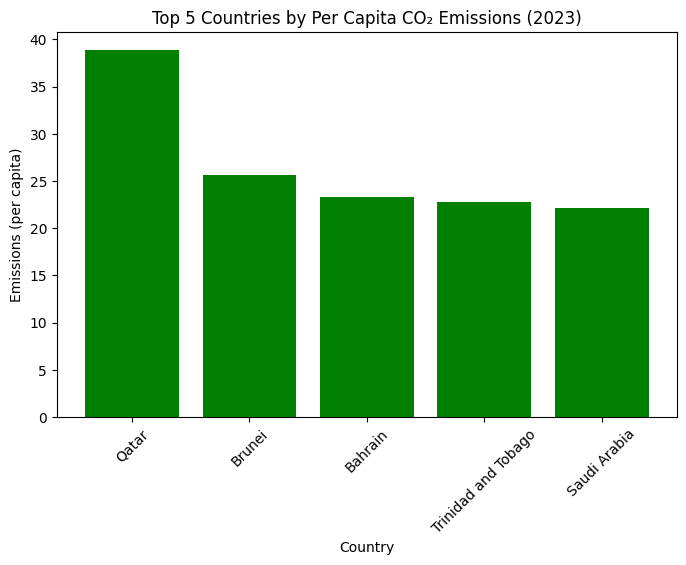 Top 5 Countries by Per Capita CO₂ Emissions (2023)
Emissions (per capita)
40
35
30
25
20
15
10
5
0
Qatar
Brunei
Bahrain
Trinidad and Tobago
Saudi Arabia
Country